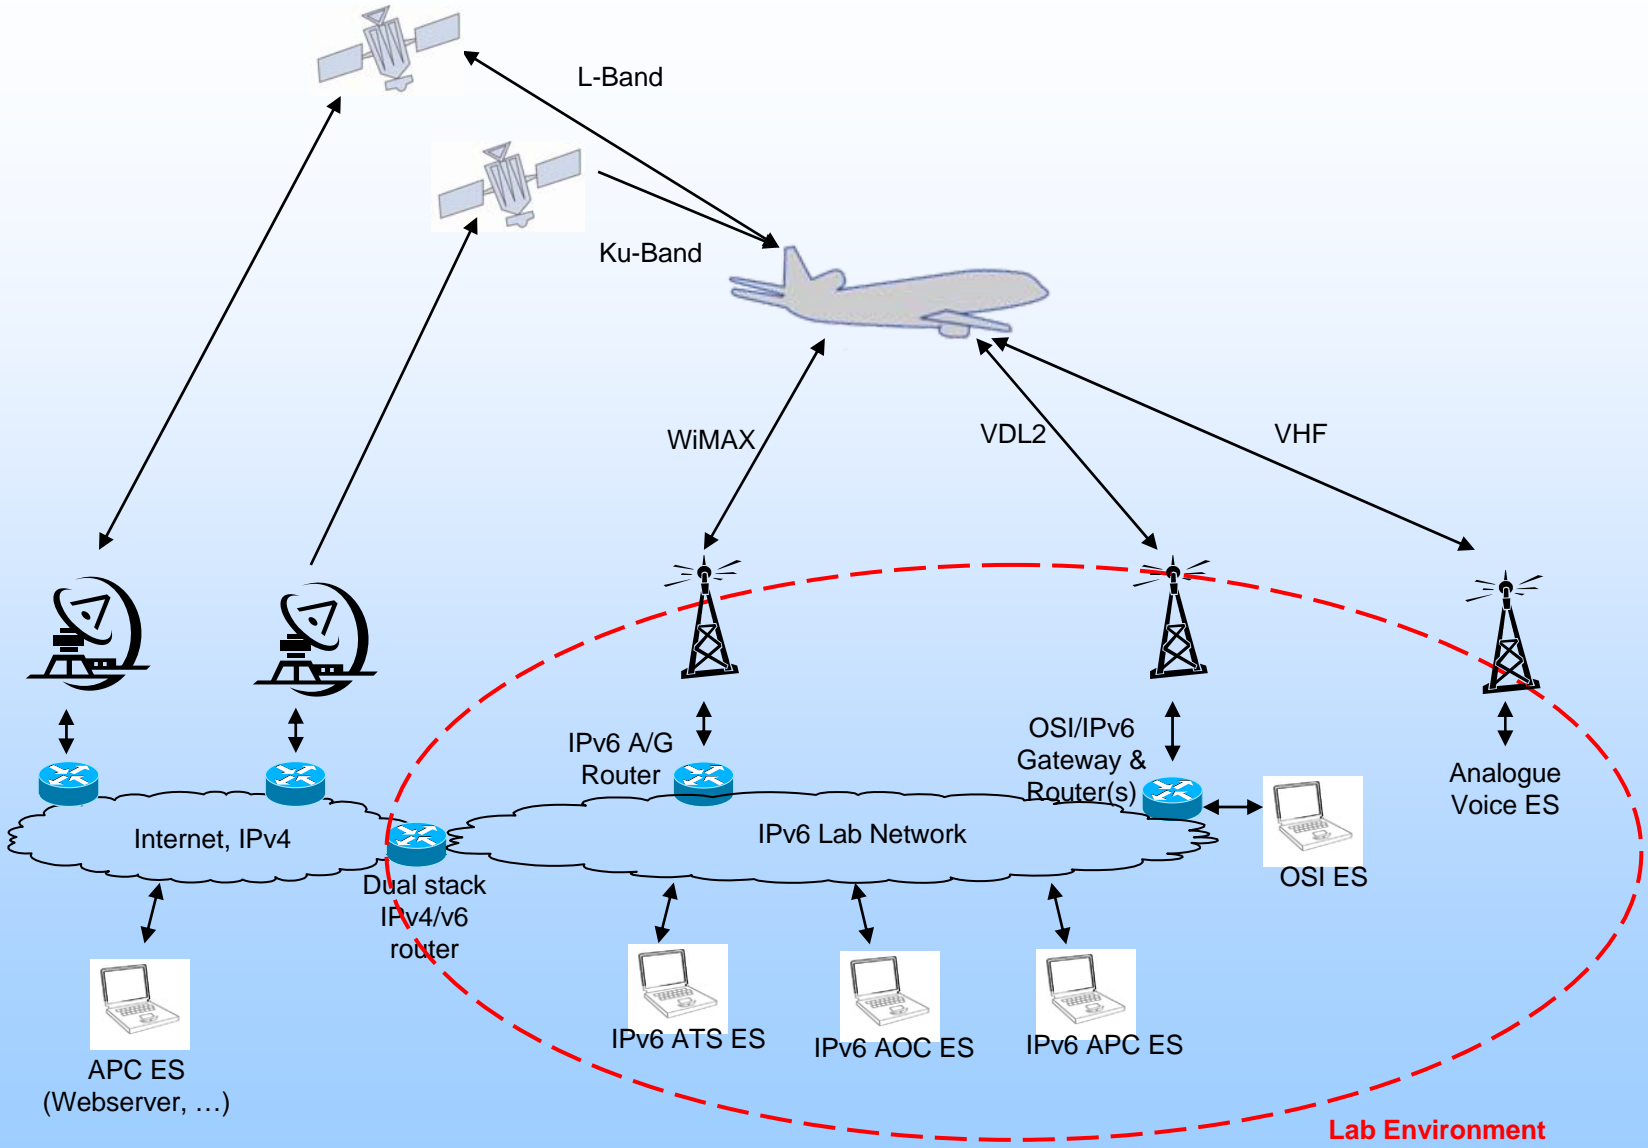 L-Band
Ku-Band
WiMAX
VDL2
VHF
IPv6 A/G
Router
OSI/IPv6
Gateway &
Router(s)
Analogue
Voice ES
Internet, IPv4
IPv6 Lab Network
OSI ES
Dual stack
IPv4/v6
router
APC ES
(Webserver, …)
IPv6 ATS ES
IPv6 AOC ES
IPv6 APC ES
Lab Environment